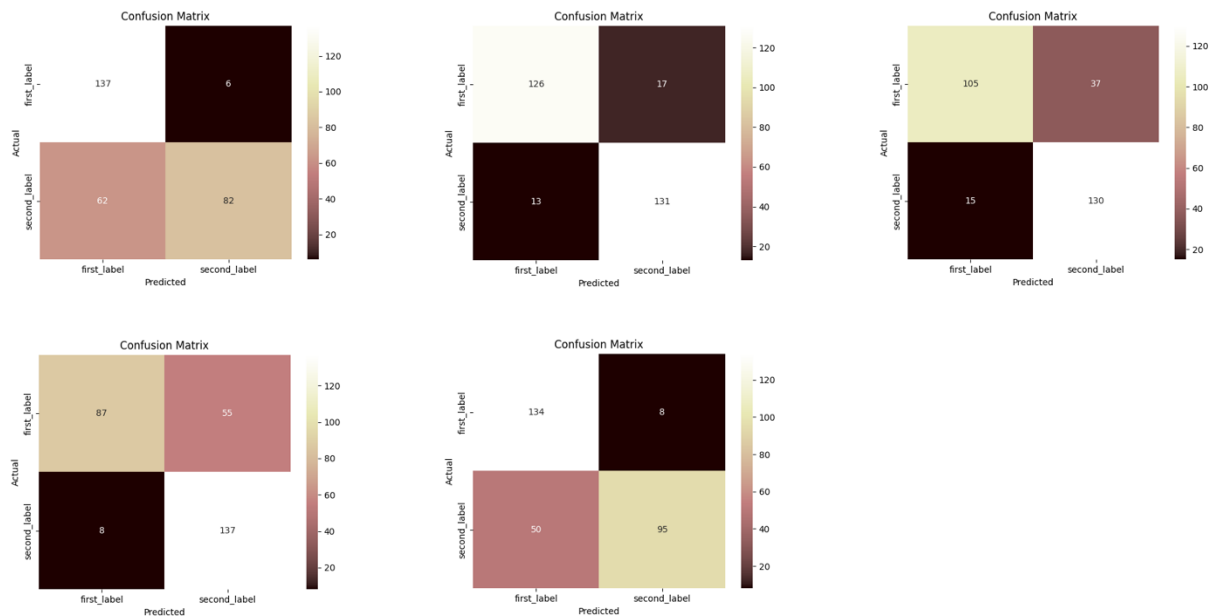 Confusion Matrix
first_label
second_label
Actual
137
6
62
82
first_label
second_label
Predicted
120
100
80
60
40
20
Confusion Matrix
first_label
second_label
Actual
126
17
13
131
first_label
second_label
Predicted
120
100
80
60
40
20
Confusion Matrix
first_label
second_label
Actual
105
37
15
130
first_label
second_label
Predicted
120
100
80
60
40
20
Confusion Matrix
first_label
second_label
Actual
87
55
8
137
first_label
second_label
Predicted
120
100
80
60
40
20
Confusion Matrix
first_label
second_label
Actual
134
8
50
95
first_label
second_label
Predicted
120
100
80
60
40
20